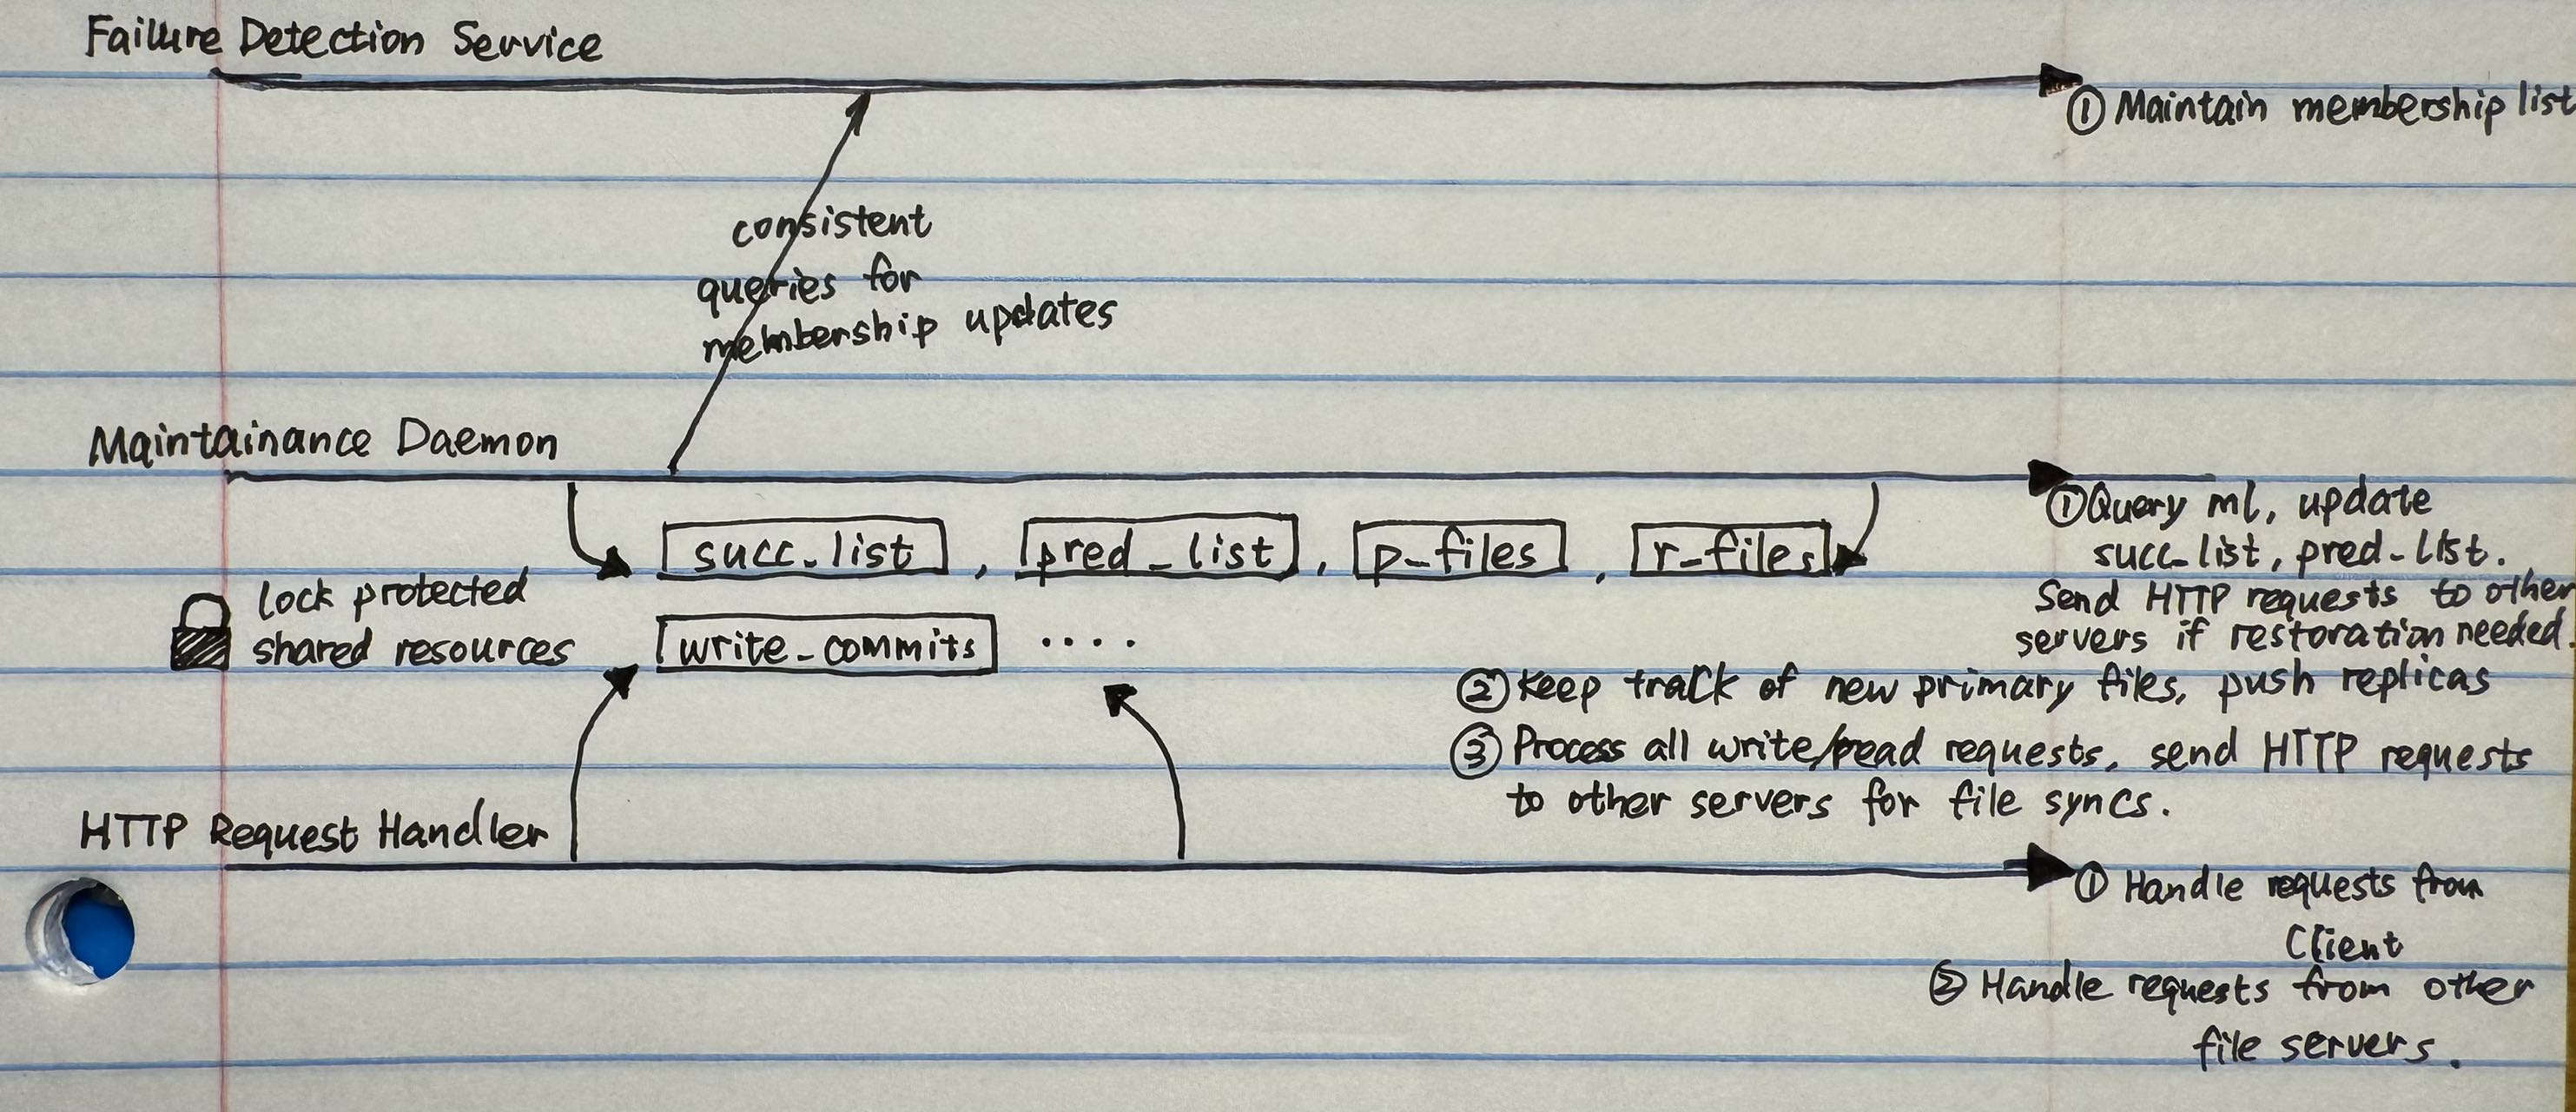 Failure Detection Service
① Maintain membership list
consistent
queries for
membership updates
Maintainance Daemon
① Query ml, update
succ_list, pred_list.
Send HTTP requests to other
servers if restoration needed.
succ_list , pred_list , p_files , r_files
lock protected
shared resources
write_commits ....
② Keep track of new primary files, push replicas
③ Process all write/read requests, send HTTP requests
to other servers for file syncs.
HTTP Request Handler
① Handle requests from
Client
② Handle requests from other
file servers.